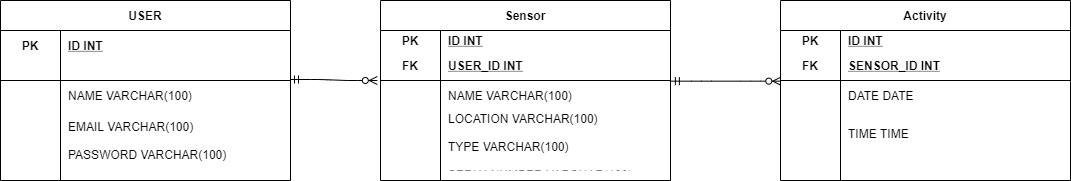 USER
PK
ID INT
NAME VARCHAR(100)
EMAIL VARCHAR(100)
PASSWORD VARCHAR(100)
Sensor
PK
ID INT
FK
USER_ID INT
NAME VARCHAR(100)
LOCATION VARCHAR(100)
TYPE VARCHAR(100)
Activity
PK
ID INT
FK
SENSOR_ID INT
DATE DATE
TIME TIME